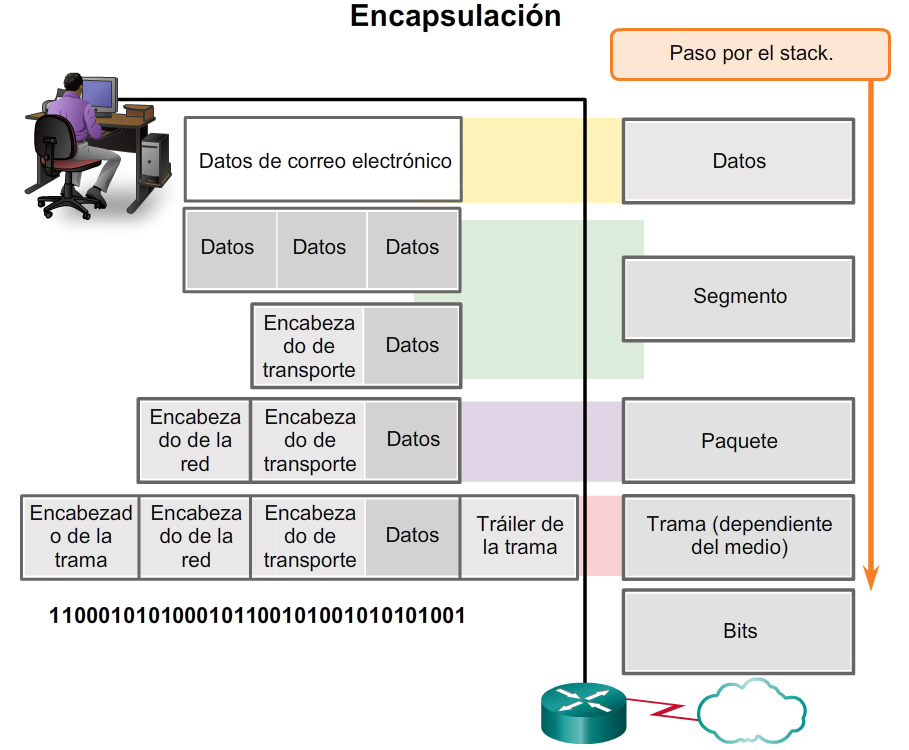 Encapsulación
Paso por el stack.
Datos de correo electrónico
Datos
Datos
Datos
Datos
Segmento
Encabeza
do de
transporte
Datos
Encabeza
do de la
red
Encabeza
do de
transporte
Datos
Paquete
Encabezad
o de la
trama
Encabeza
do de la
red
Encabeza
do de
transporte
Datos
Tráiler de
la trama
Trama (dependiente
del medio)
1100010101000101100101001010101001
Bits